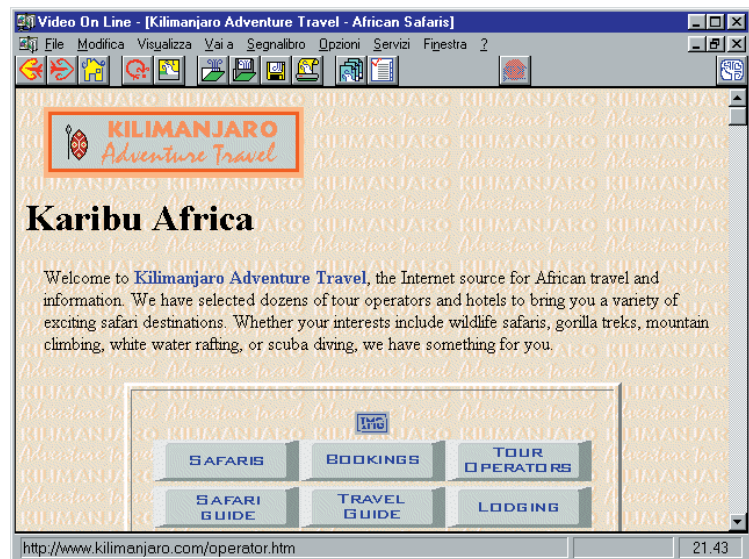 Video On Line - [Kilimanjaro Adventure Travel - African Safaris]
File Modifica Visualizza Vai a Segnalibro Opzioni Servizi Finestra ?
KILIMANJARO
Adventure Travel
Karibu Africa
Welcome to Kilimanjaro Adventure Travel, the Internet source for African travel and
information. We have selected dozens of tour operators and hotels to bring you a variety of
exciting safari destinations. Whether your interests include wildlife safaris, gorilla treks, mountain
climbing, white water rafting, or scuba diving, we have something for you.
IMG
SAFARIS BOOKINGS TOUR OPERATORS
SAFARI GUIDE TRAVEL GUIDE LODGING
http://www.kilimanjaro.com/operator.htm 21.43